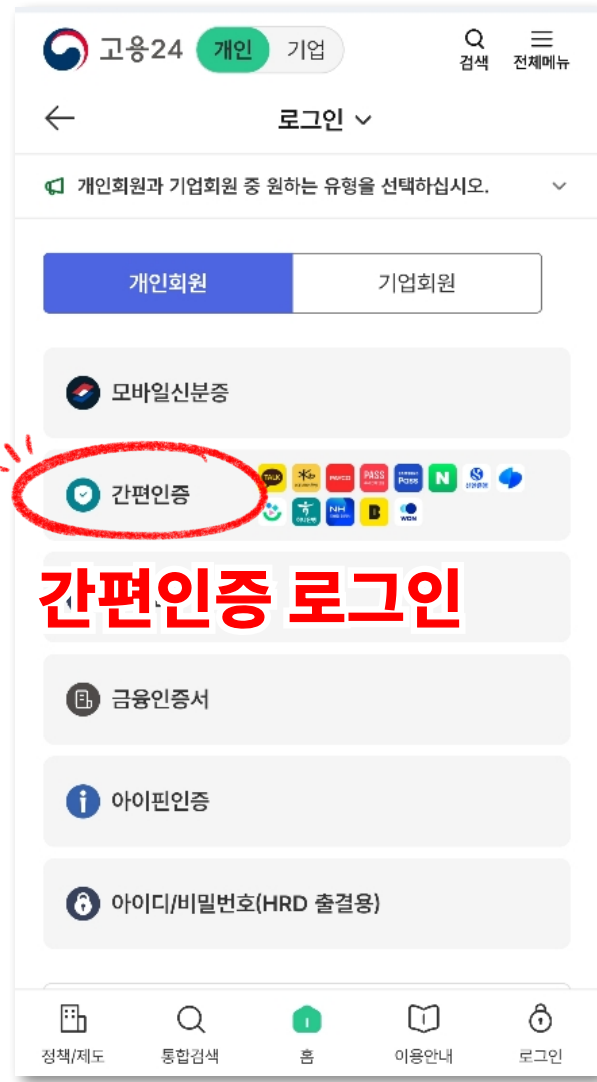 고용24 개인 기업 검색 전체메뉴
로그인
개인회원과 기업회원 중 원하는 유형을 선택하십시오.
개인회원 기업회원
모바일신분증
간편인증
TALK PAYCO PASS Pass N
NH B WON
간편인증 로그인
금융인증서
아이핀인증
아이디/비밀번호(HRD 출결용)
정책/제도 통합검색 홈 이용안내 로그인